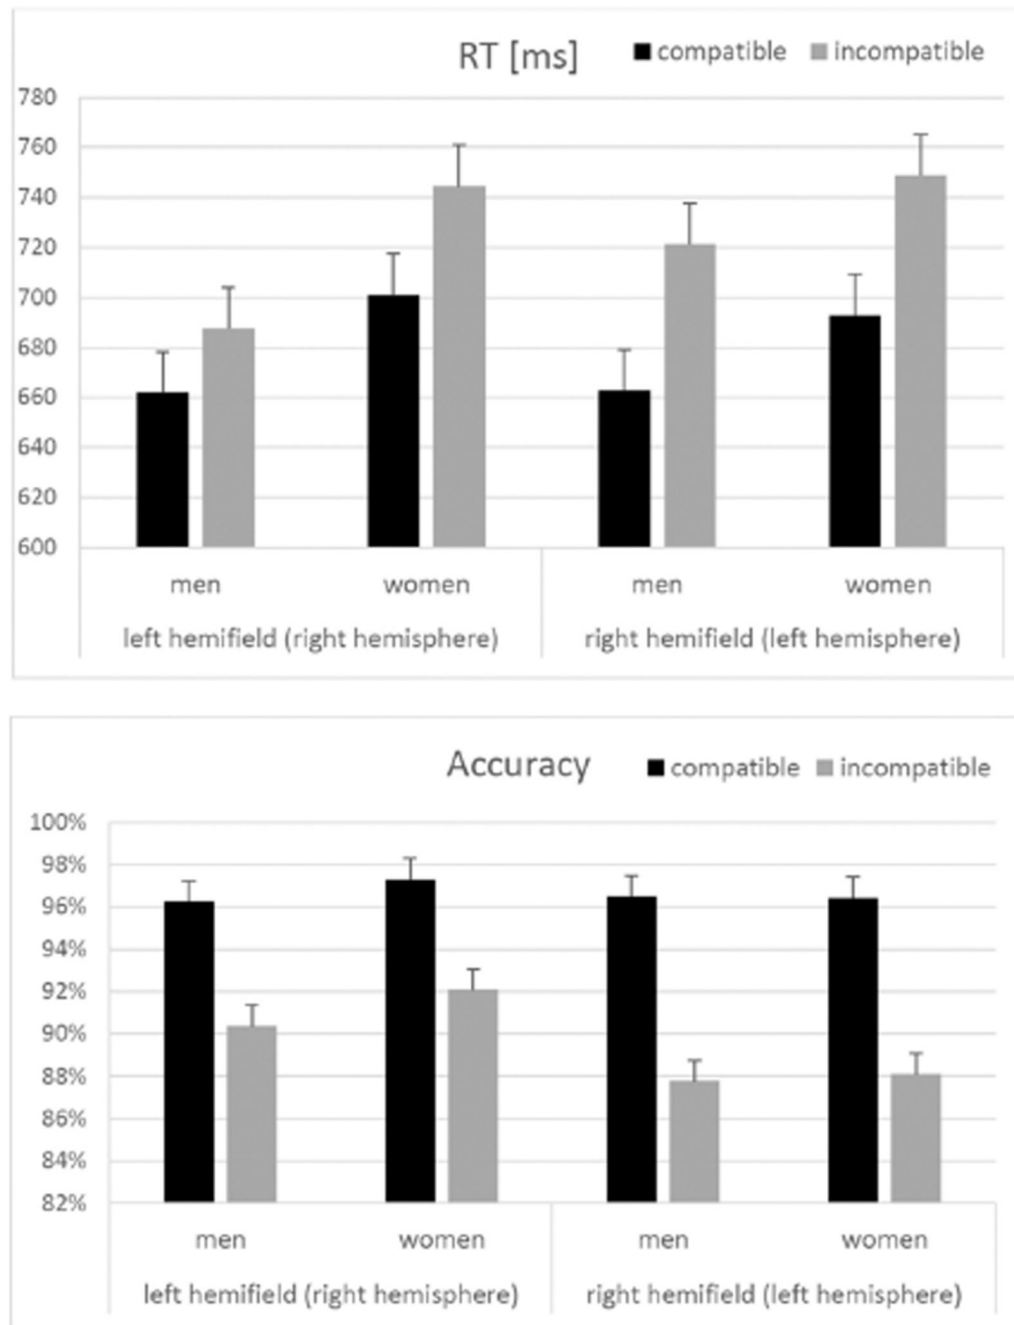 RT [ms]
compatible incompatible
780
760
740
720
700
680
660
640
620
600
men women men women
left hemifield (right hemisphere) right hemifield (left hemisphere)
Accuracy
compatible incompatible
100%
98%
96%
94%
92%
90%
88%
86%
84%
82%
men women men women
left hemifield (right hemisphere) right hemifield (left hemisphere)